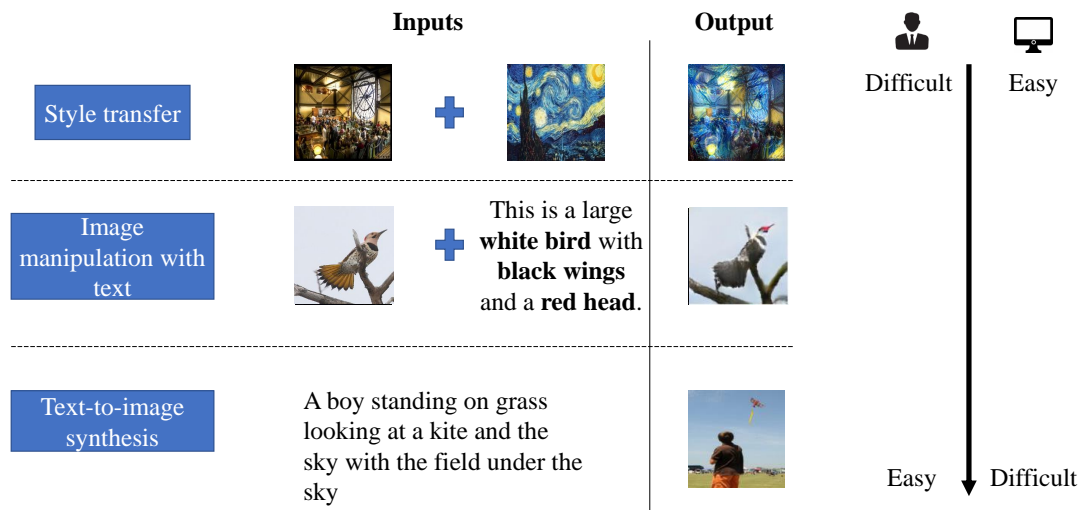 Inputs
Output
Difficult
Easy
Style transfer
Image
manipulation with
text
This is a large
white bird with
black wings
and a red head.
Text-to-image
synthesis
A boy standing on grass
looking at a kite and the
sky with the field under the
sky
Easy
Difficult